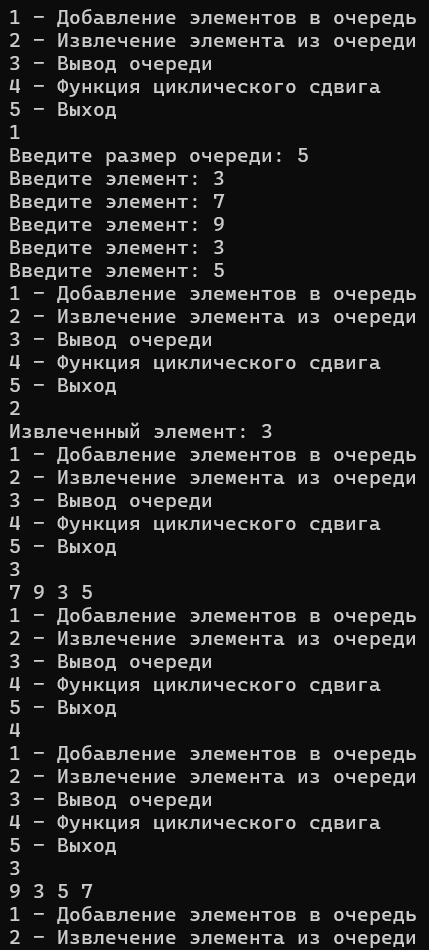 1 - Добавление элементов в очередь
2 - Извлечение элемента из очереди
3 - Вывод очереди
4 - Функция циклического сдвига
5 - Выход
1
Введите размер очереди: 5
Введите элемент: 3
Введите элемент: 7
Введите элемент: 9
Введите элемент: 3
Введите элемент: 5
1 - Добавление элементов в очередь
2 - Извлечение элемента из очереди
3 - Вывод очереди
4 - Функция циклического сдвига
5 - Выход
2
Извлеченный элемент: 3
1 - Добавление элементов в очередь
2 - Извлечение элемента из очереди
3 - Вывод очереди
4 - Функция циклического сдвига
5 - Выход
3
7 9 3 5
1 - Добавление элементов в очередь
2 - Извлечение элемента из очереди
3 - Вывод очереди
4 - Функция циклического сдвига
5 - Выход
4
1 - Добавление элементов в очередь
2 - Извлечение элемента из очереди
3 - Вывод очереди
4 - Функция циклического сдвига
5 - Выход
3
9 3 5 7
1 - Добавление элементов в очередь
2 - Извлечение элемента из очереди